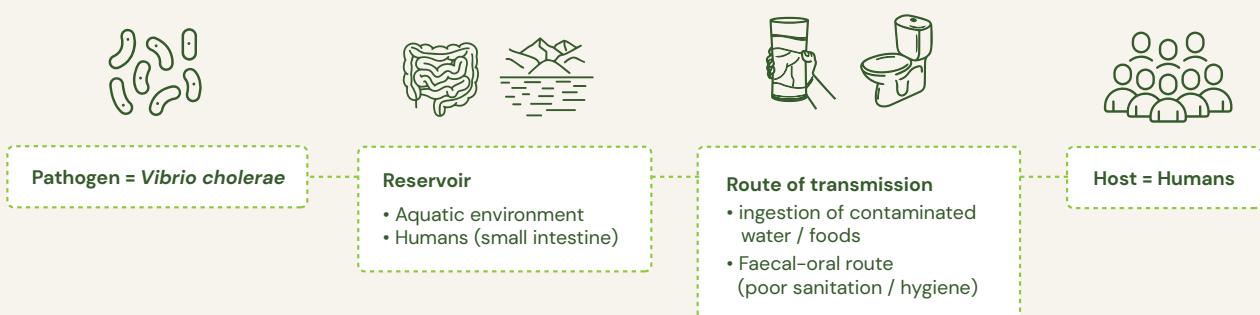 Pathogen = Vibrio cholerae
Reservoir
• Aquatic environment
• Humans (small intestine)
Route of transmission
• ingestion of contaminated
water / foods
• Faecal-oral route
(poor sanitation / hygiene)
Host = Humans